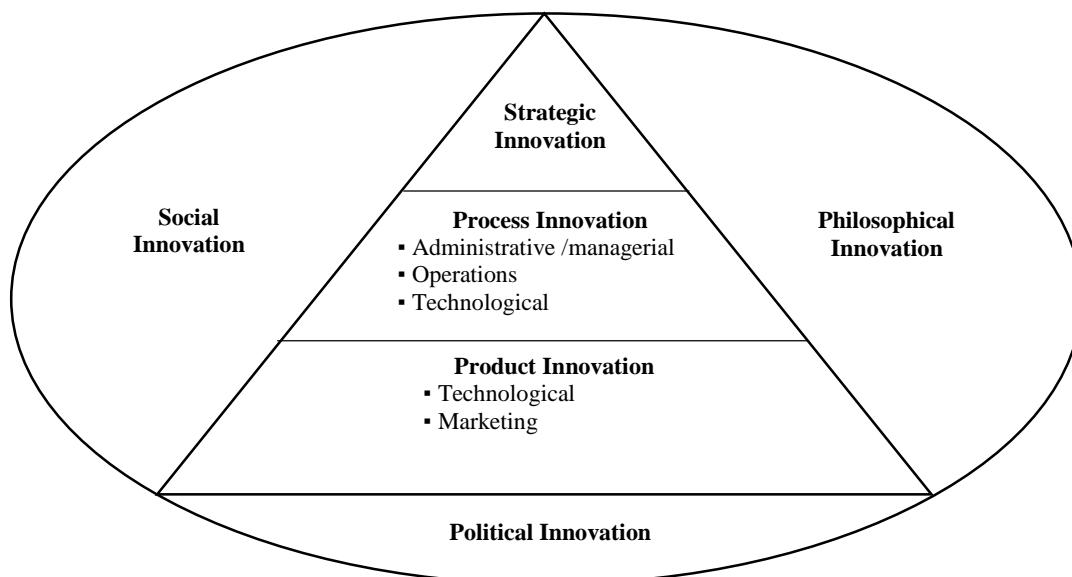 Strategic
Innovation
Social
Innovation
Process Innovation
▪ Administrative /managerial
▪ Operations
▪ Technological
Philosophical
Innovation
Product Innovation
▪ Technological
▪ Marketing
Political Innovation